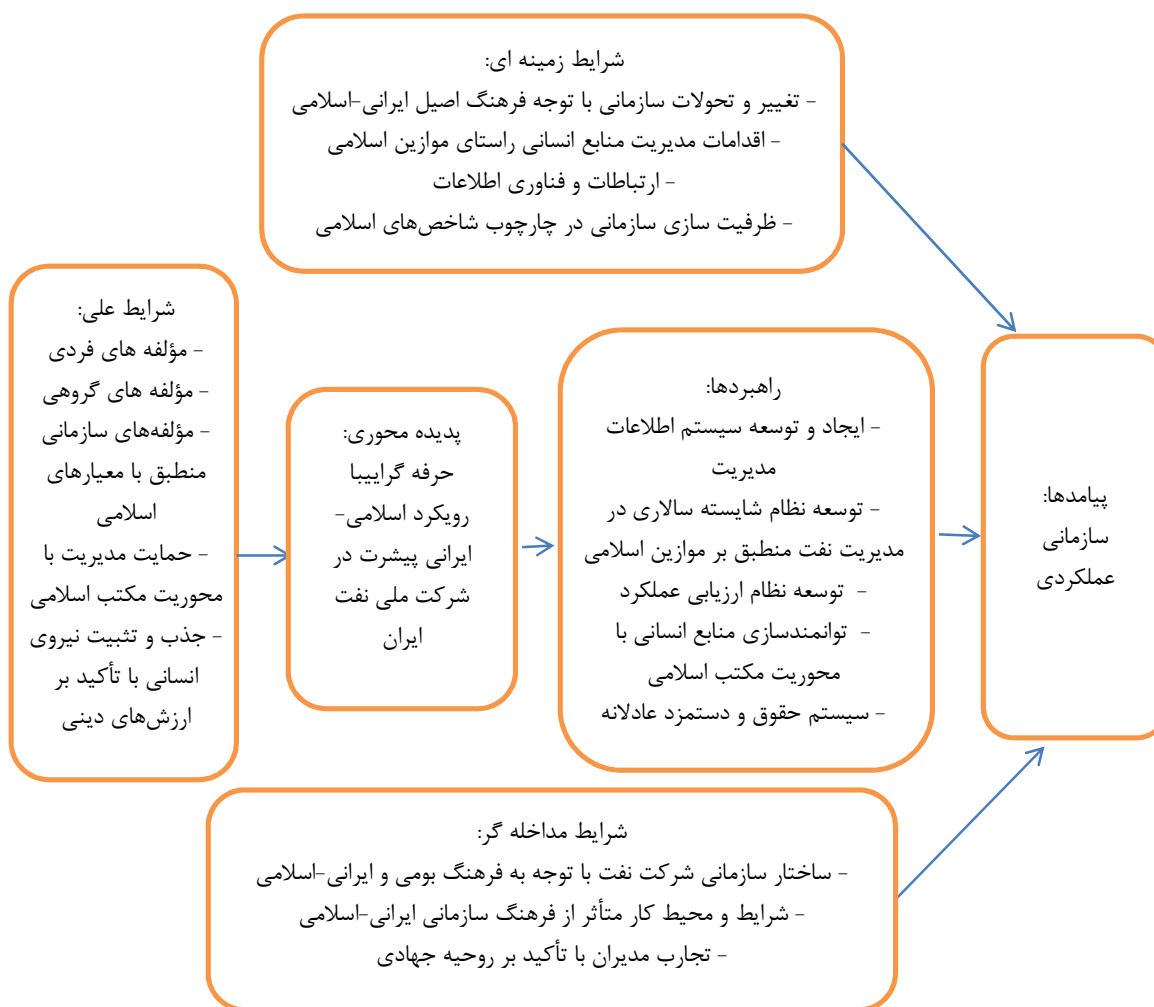 شرایط زمینه ای:
- تغییر و تحولات سازمانی با توجه فرهنگ اصیل ایرانی-اسلامی
- اقدامات مدیریت منابع انسانی راستای موازین اسلامی
- ارتباطات و فناوری اطلاعات
- ظرفیت سازی سازمانی در چارچوب شاخص‌های اسلامی
شرایط علی:
- مؤلفه های فردی
- مؤلفه های گروهی
- مؤلفه‌های سازمانی
منطبق با معیارهای
اسلامی
- حمایت مدیریت با
محوریت مکتب اسلامی
- جذب و تثبیت نیروی
انسانی با تأکید بر
ارزش‌های دینی
پدیده محوری:
حرفه گراییبا
رویکرد اسلامی-
ایرانی پیشرت در
شرکت ملی نفت
ایران
راهبردها:
- ایجاد و توسعه سیستم اطلاعات
مدیریت
- توسعه نظام شایسته سالاری در
مدیریت نفت منطبق بر موازین اسلامی
- توسعه نظام ارزیابی عملکرد
- توانمندسازی منابع انسانی با
محوریت مکتب اسلامی
- سیستم حقوق و دستمزد عادلانه
پیامدها:
سازمانی
عملکردی
شرایط مداخله گر:
- ساختار سازمانی شرکت نفت با توجه به فرهنگ بومی و ایرانی-اسلامی
- شرایط و محیط کار متأثر از فرهنگ سازمانی ایرانی-اسلامی
- تجارب مدیران با تأکید بر روحیه جهادی